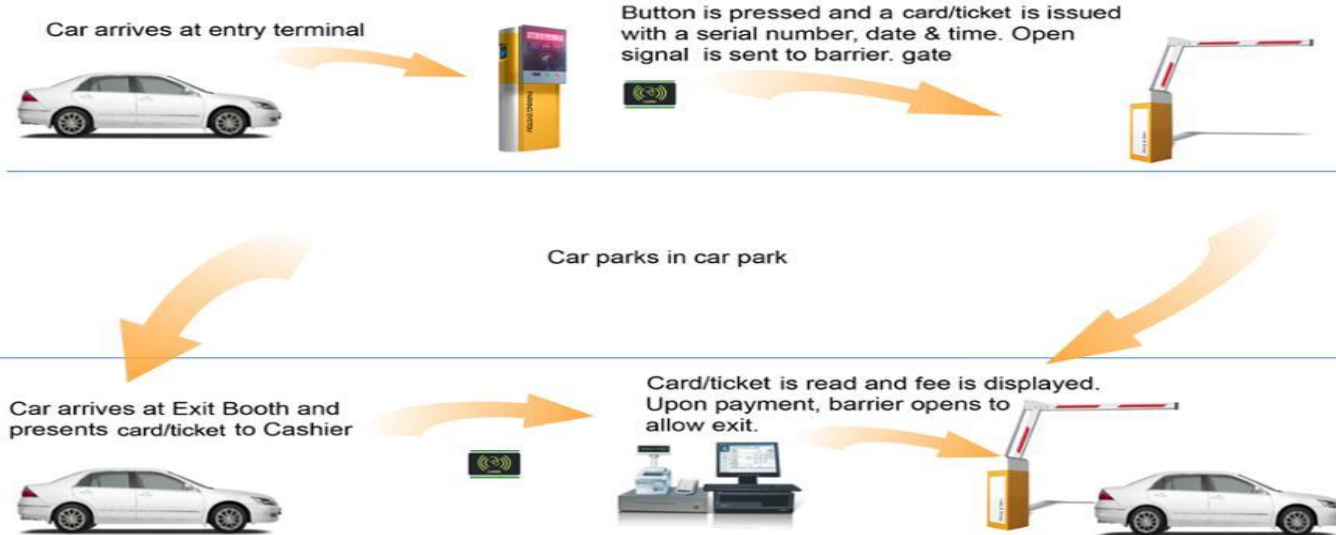 Car arrives at entry terminal
Button is pressed and a card/ticket is issued
with a serial number, date & time. Open
signal is sent to barrier. gate
PARKING SYSTEM
Car parks in car park
Car arrives at Exit Booth and
presents card/ticket to Cashier
Card/ticket is read and fee is displayed.
Upon payment, barrier opens to
allow exit.